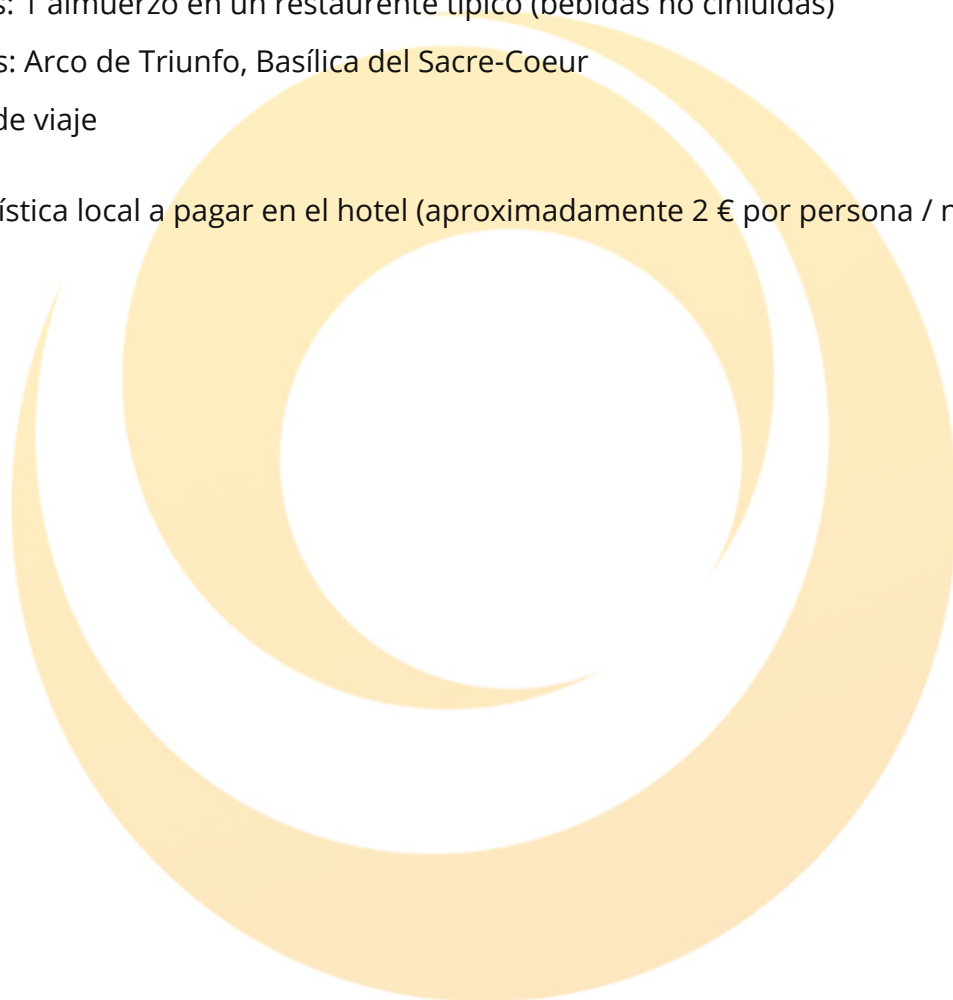 s: 1 almuerzo en un restaurente típico (bebidas no cinluidas)
s: Arco de Triunfo, Basílica del Sacre-Coeur
de viaje
ística local a pagar en el hotel (aproximadamente 2 € por persona / n